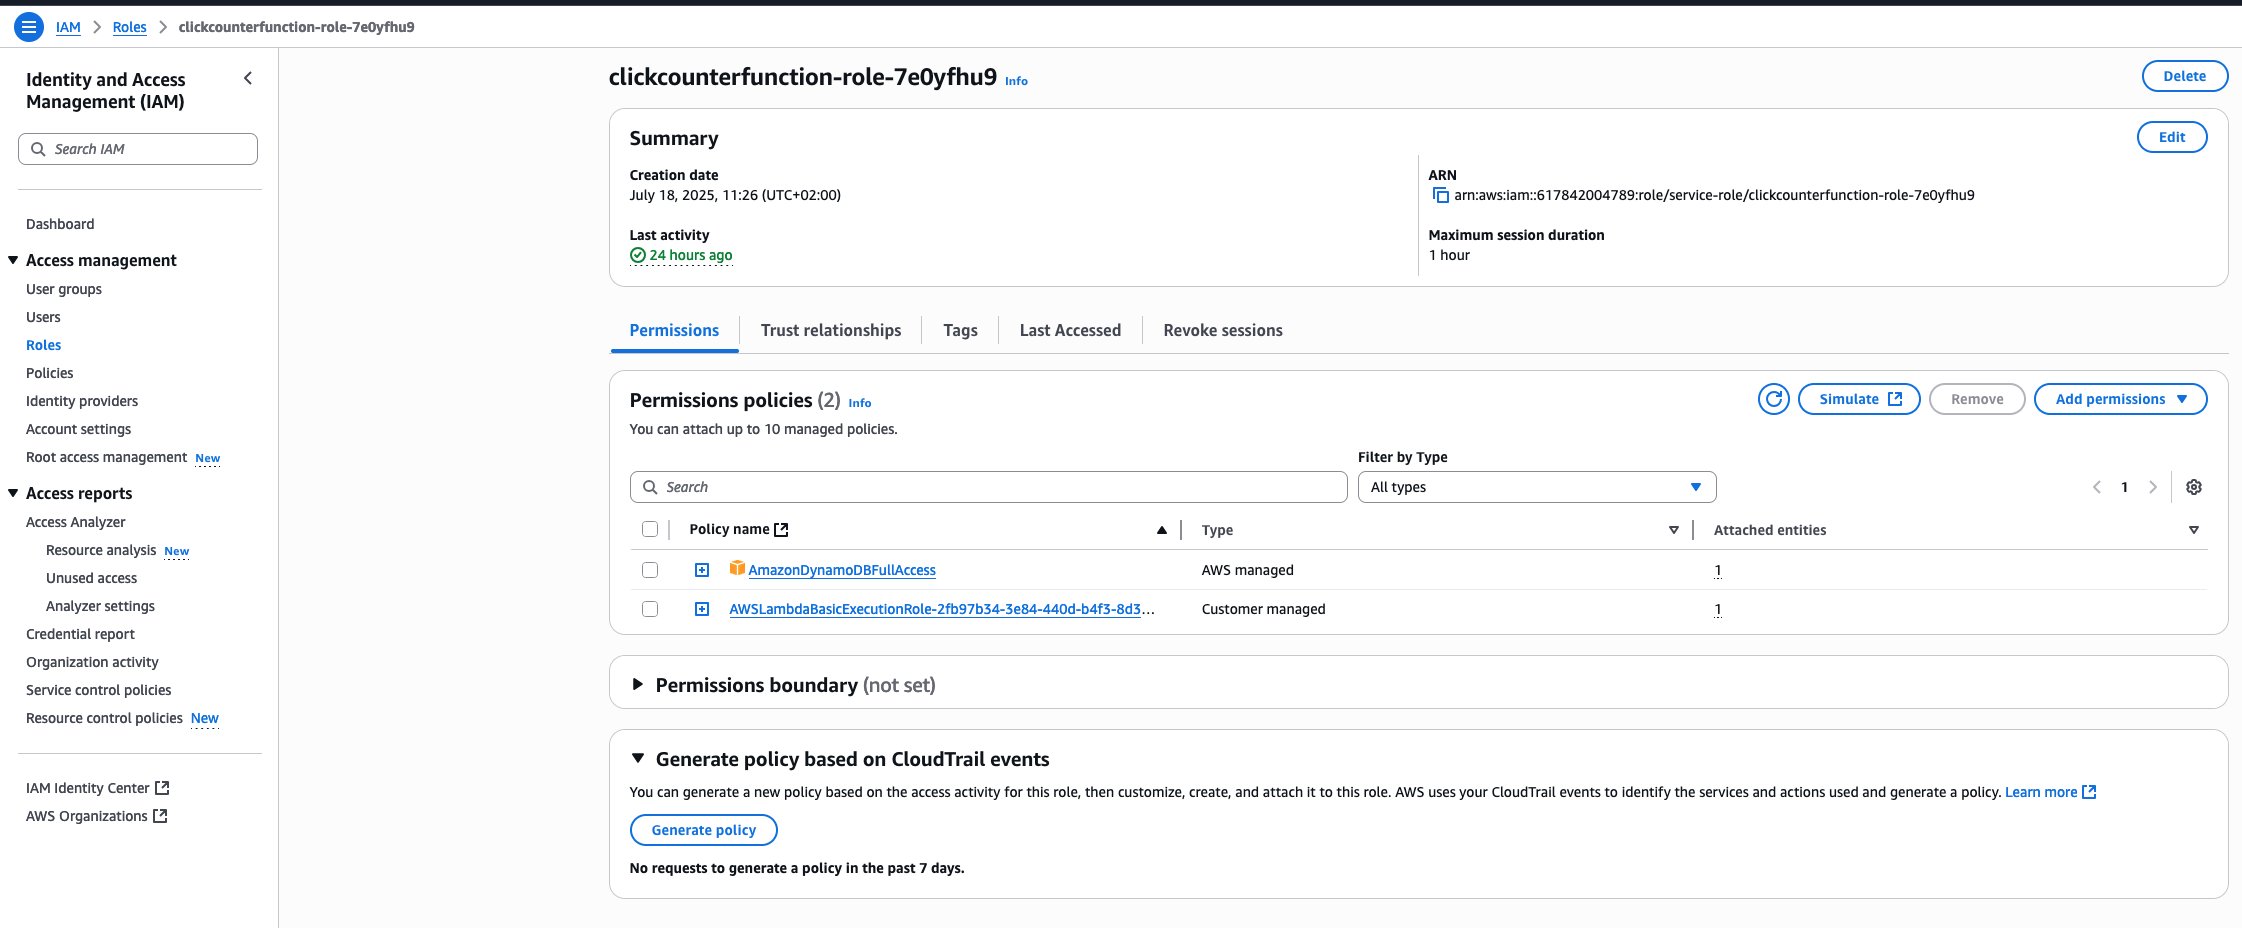 IAM > Roles > clickcounterfunction-role-7e0yfhu9
Identity and Access
Management (IAM)
Search IAM
Dashboard
Access management
User groups
Users
Roles
Policies
Identity providers
Account settings
Root access management New
Access reports
Access Analyzer
Resource analysis New
Unused access
Analyzer settings
Credential report
Organization activity
Service control policies
Resource control policies New
IAM Identity Center
AWS Organizations
clickcounterfunction-role-7e0yfhu9 Info
Delete
Summary
Edit
Creation date
July 18, 2025, 11:26 (UTC+02:00)
ARN
arn:aws:iam::617842004789:role/service-role/clickcounterfunction-role-7e0yfhu9
Last activity
24 hours ago
Maximum session duration
1 hour
Permissions Trust relationships Tags Last Accessed Revoke sessions
Permissions policies (2) Info
You can attach up to 10 managed policies.
Simulate Remove Add permissions
Filter by Type
Search
All types
1
Policy name Type Attached entities
AmazonDynamoDBFullAccess AWS managed 1
AWSLambdaBasicExecutionRole-2fb97b34-3e84-440d-b4f3-8d3... Customer managed 1
Permissions boundary (not set)
Generate policy based on CloudTrail events
You can generate a new policy based on the access activity for this role, then customize, create, and attach it to this role. AWS uses your CloudTrail events to identify the services and actions used and generate a policy. Learn more
Generate policy
No requests to generate a policy in the past 7 days.